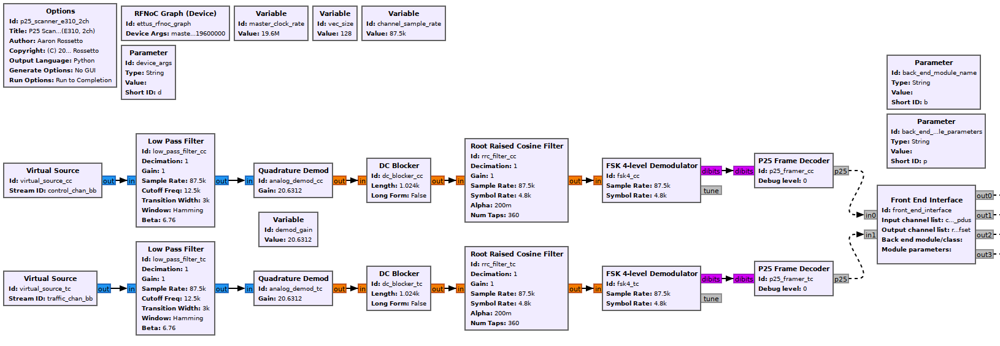 Options
Id: p25_scanner_e310_2ch
Title: P25 Scan...(E310, 2ch)
Author: Aaron Rossetto
Copyright: (C) 20... Rossetto
Output Language: Python
Generate Options: No GUI
Run Options: Run to Completion
RFNoC Graph (Device)
Id: ettus_rfnoc_graph
Device Args: maste...19600000
Variable
Id: master_clock_rate
Value: 19.6M
Variable
Id: vec_size
Value: 128
Variable
Id: channel_sample_rate
Value: 87.5k
Parameter
Id: device_args
Type: String
Value:
Short ID: d
Parameter
Id: back_end_module_name
Type: String
Value:
Short ID: b
Parameter
Id: back_end_...le_parameters
Type: String
Value:
Short ID: p
Virtual Source
Id: virtual_source_cc
Stream ID: control_chan_bb
out
in
Low Pass Filter
Id: low_pass_filter_cc
Decimation: 1
Gain: 1
Sample Rate: 87.5k
Cutoff Freq: 12.5k
Transition Width: 3k
Window: Hamming
Beta: 6.76
out
in
Quadrature Demod
Id: analog_demod_cc
Gain: 20.6312
out
in
DC Blocker
Id: dc_blocker_cc
Length: 1.024k
Long Form: False
out
in
Root Raised Cosine Filter
Id: rrc_filter_cc
Decimation: 1
Gain: 1
Sample Rate: 87.5k
Symbol Rate: 4.8k
Alpha: 200m
Num Taps: 360
out
in
FSK 4-level Demodulator
Id: fsk4_cc
Sample Rate: 87.5k
Symbol Rate: 4.8k
dibits
tune
dibits
P25 Frame Decoder
Id: p25_framer_cc
Debug level: 0
p25
Variable
Id: demod_gain
Value: 20.6312
in0
in1
Front End Interface
Id: front_end_interface
Input channel list: c..._pdus
Output channel list: r...fset
Back end module/class:
Module parameters:
out0
out1
out2
out3
Virtual Source
Id: virtual_source_tc
Stream ID: traffic_chan_bb
out
in
Low Pass Filter
Id: low_pass_filter_tc
Decimation: 1
Gain: 1
Sample Rate: 87.5k
Cutoff Freq: 12.5k
Transition Width: 3k
Window: Hamming
Beta: 6.76
out
in
Quadrature Demod
Id: analog_demod_tc
Gain: 20.6312
out
in
DC Blocker
Id: dc_blocker_tc
Length: 1.024k
Long Form: False
out
in
Root Raised Cosine Filter
Id: rrc_filter_tc
Decimation: 1
Gain: 1
Sample Rate: 87.5k
Symbol Rate: 4.8k
Alpha: 200m
Num Taps: 360
out
in
FSK 4-level Demodulator
Id: fsk4_tc
Sample Rate: 87.5k
Symbol Rate: 4.8k
dibits
tune
dibits
P25 Frame Decoder
Id: p25_framer_tc
Debug level: 0
p25